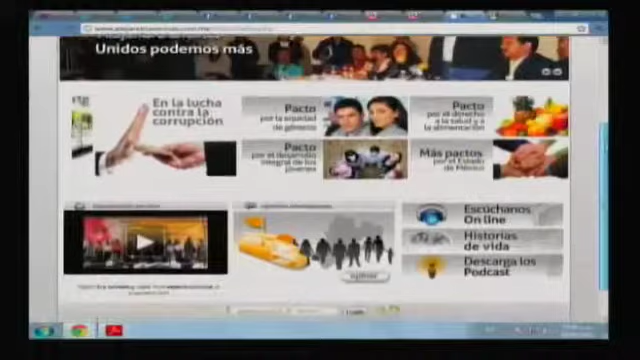 Unidos podemos más
En la lucha
contra la
corrupción
Pacto
por la equidad
de géneros
Pacto
por el derecho
a la salud y a
la alimentación
Pacto
por el desarrollo
integral de los
jóvenes
Más pactos
por el Estado
de México
Escúchanos
On line
Historias
de vida
Descarga los
Podcast
opinar